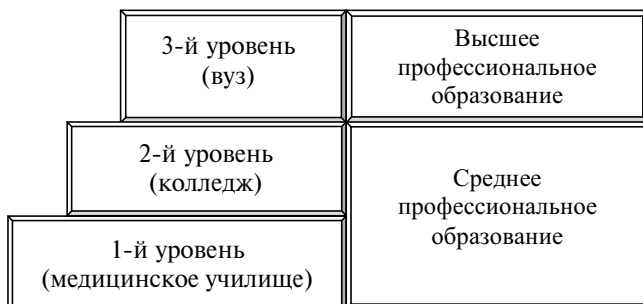 3-й уровень
(вуз)
Высшее
профессиональное
образование
2-й уровень
(колледж)
Среднее
профессиональное
образование
1-й уровень
(медицинское училище)